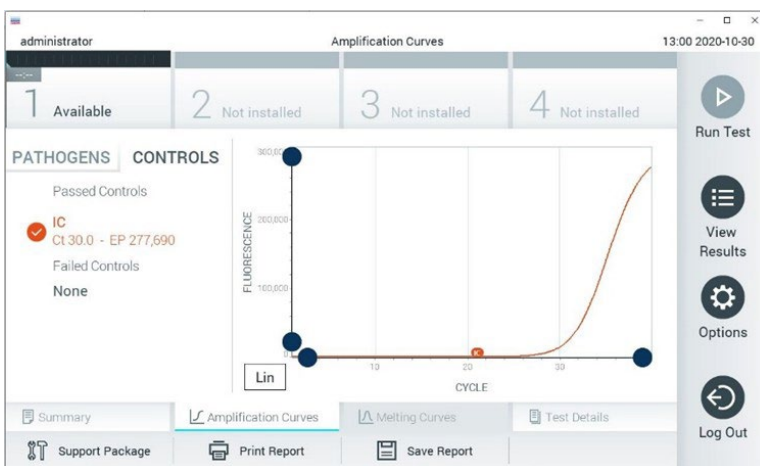 administrator Amplification Curves 13:00 2020-10-30
1 Available
2 Not installed
3 Not installed
4 Not installed
Run Test
PATHOGENS CONTROLS
Passed Controls
IC
Ct 30.0 - EP 277,690
Failed Controls
None
FLUORESCENCE
200,000
100,000
0
IC
10 20 30
CYCLE
Lin
View
Results
Options
Log Out
Summary Amplification Curves Melting Curves Test Details
Support Package Print Report Save Report